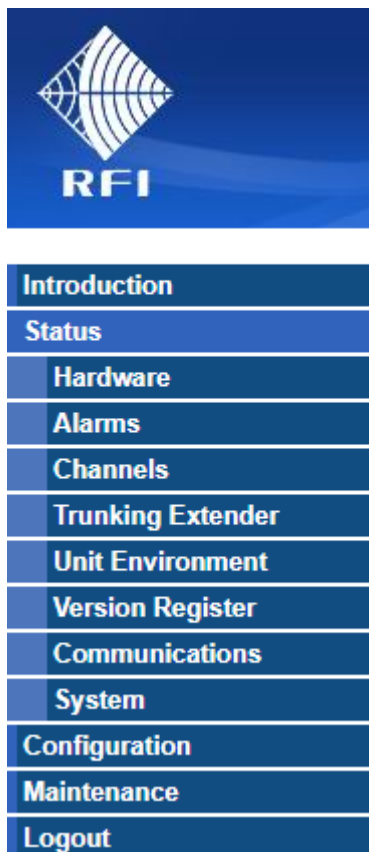 RFI
Introduction
Status
Hardware
Alarms
Channels
Trunking Extender
Unit Environment
Version Register
Communications
System
Configuration
Maintenance
Logout